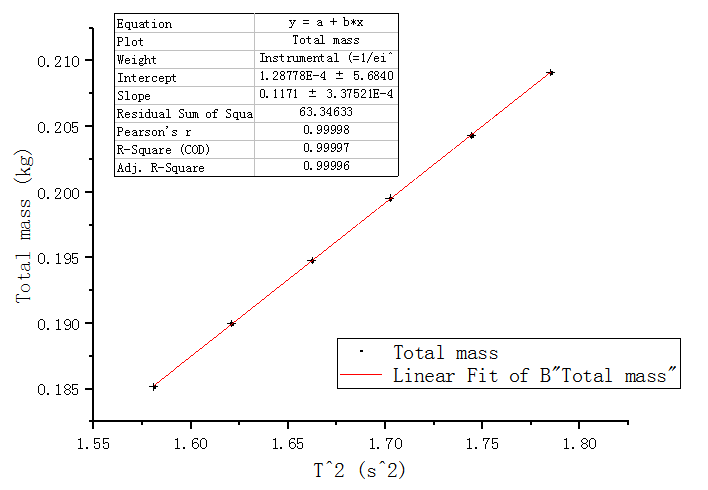 Equation y = a + b*x
Plot Total mass
Weight Instrumental (=1/ei^
Intercept 1.28778E-4 ± 5.6840
Slope 0.1171 ± 3.37521E-4
Residual Sum of Squa 63.34633
Pearson's r 0.99998
R-Square (COD) 0.99997
Adj. R-Square 0.99996
0.210
0.205
0.200
0.195
0.190
0.185
Total mass (kg)
Total mass
Linear Fit of B"Total mass"
1.55 1.60 1.65 1.70 1.75 1.80
T^2 (s^2)